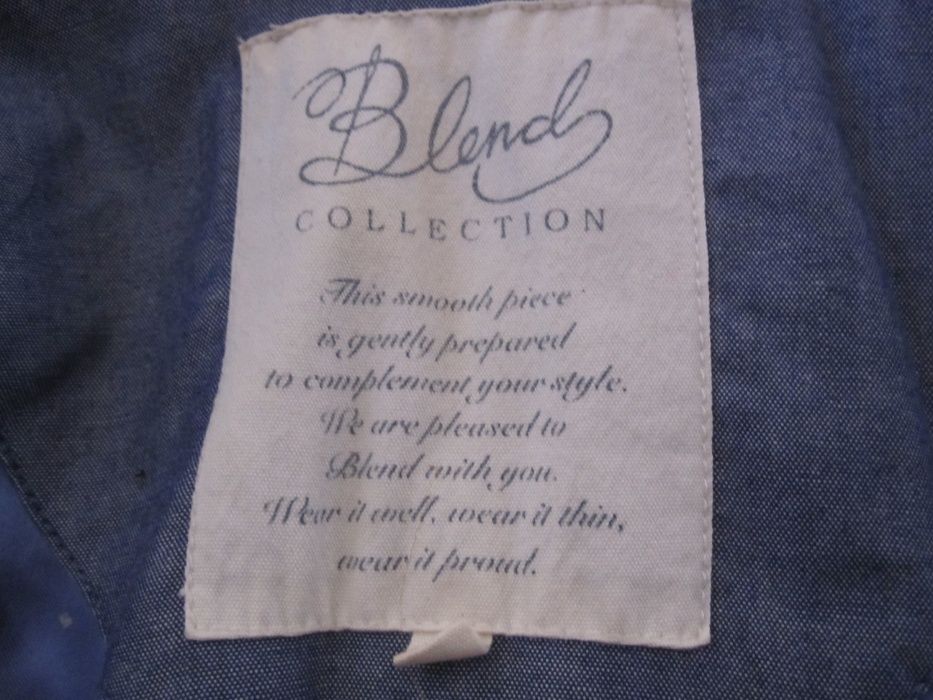 Blend
COLLECTION
This smooth piece
is gently prepared
to complement your style.
We are pleased to
Blend with you.
Wear it well, wear it thin,
wear it proud.